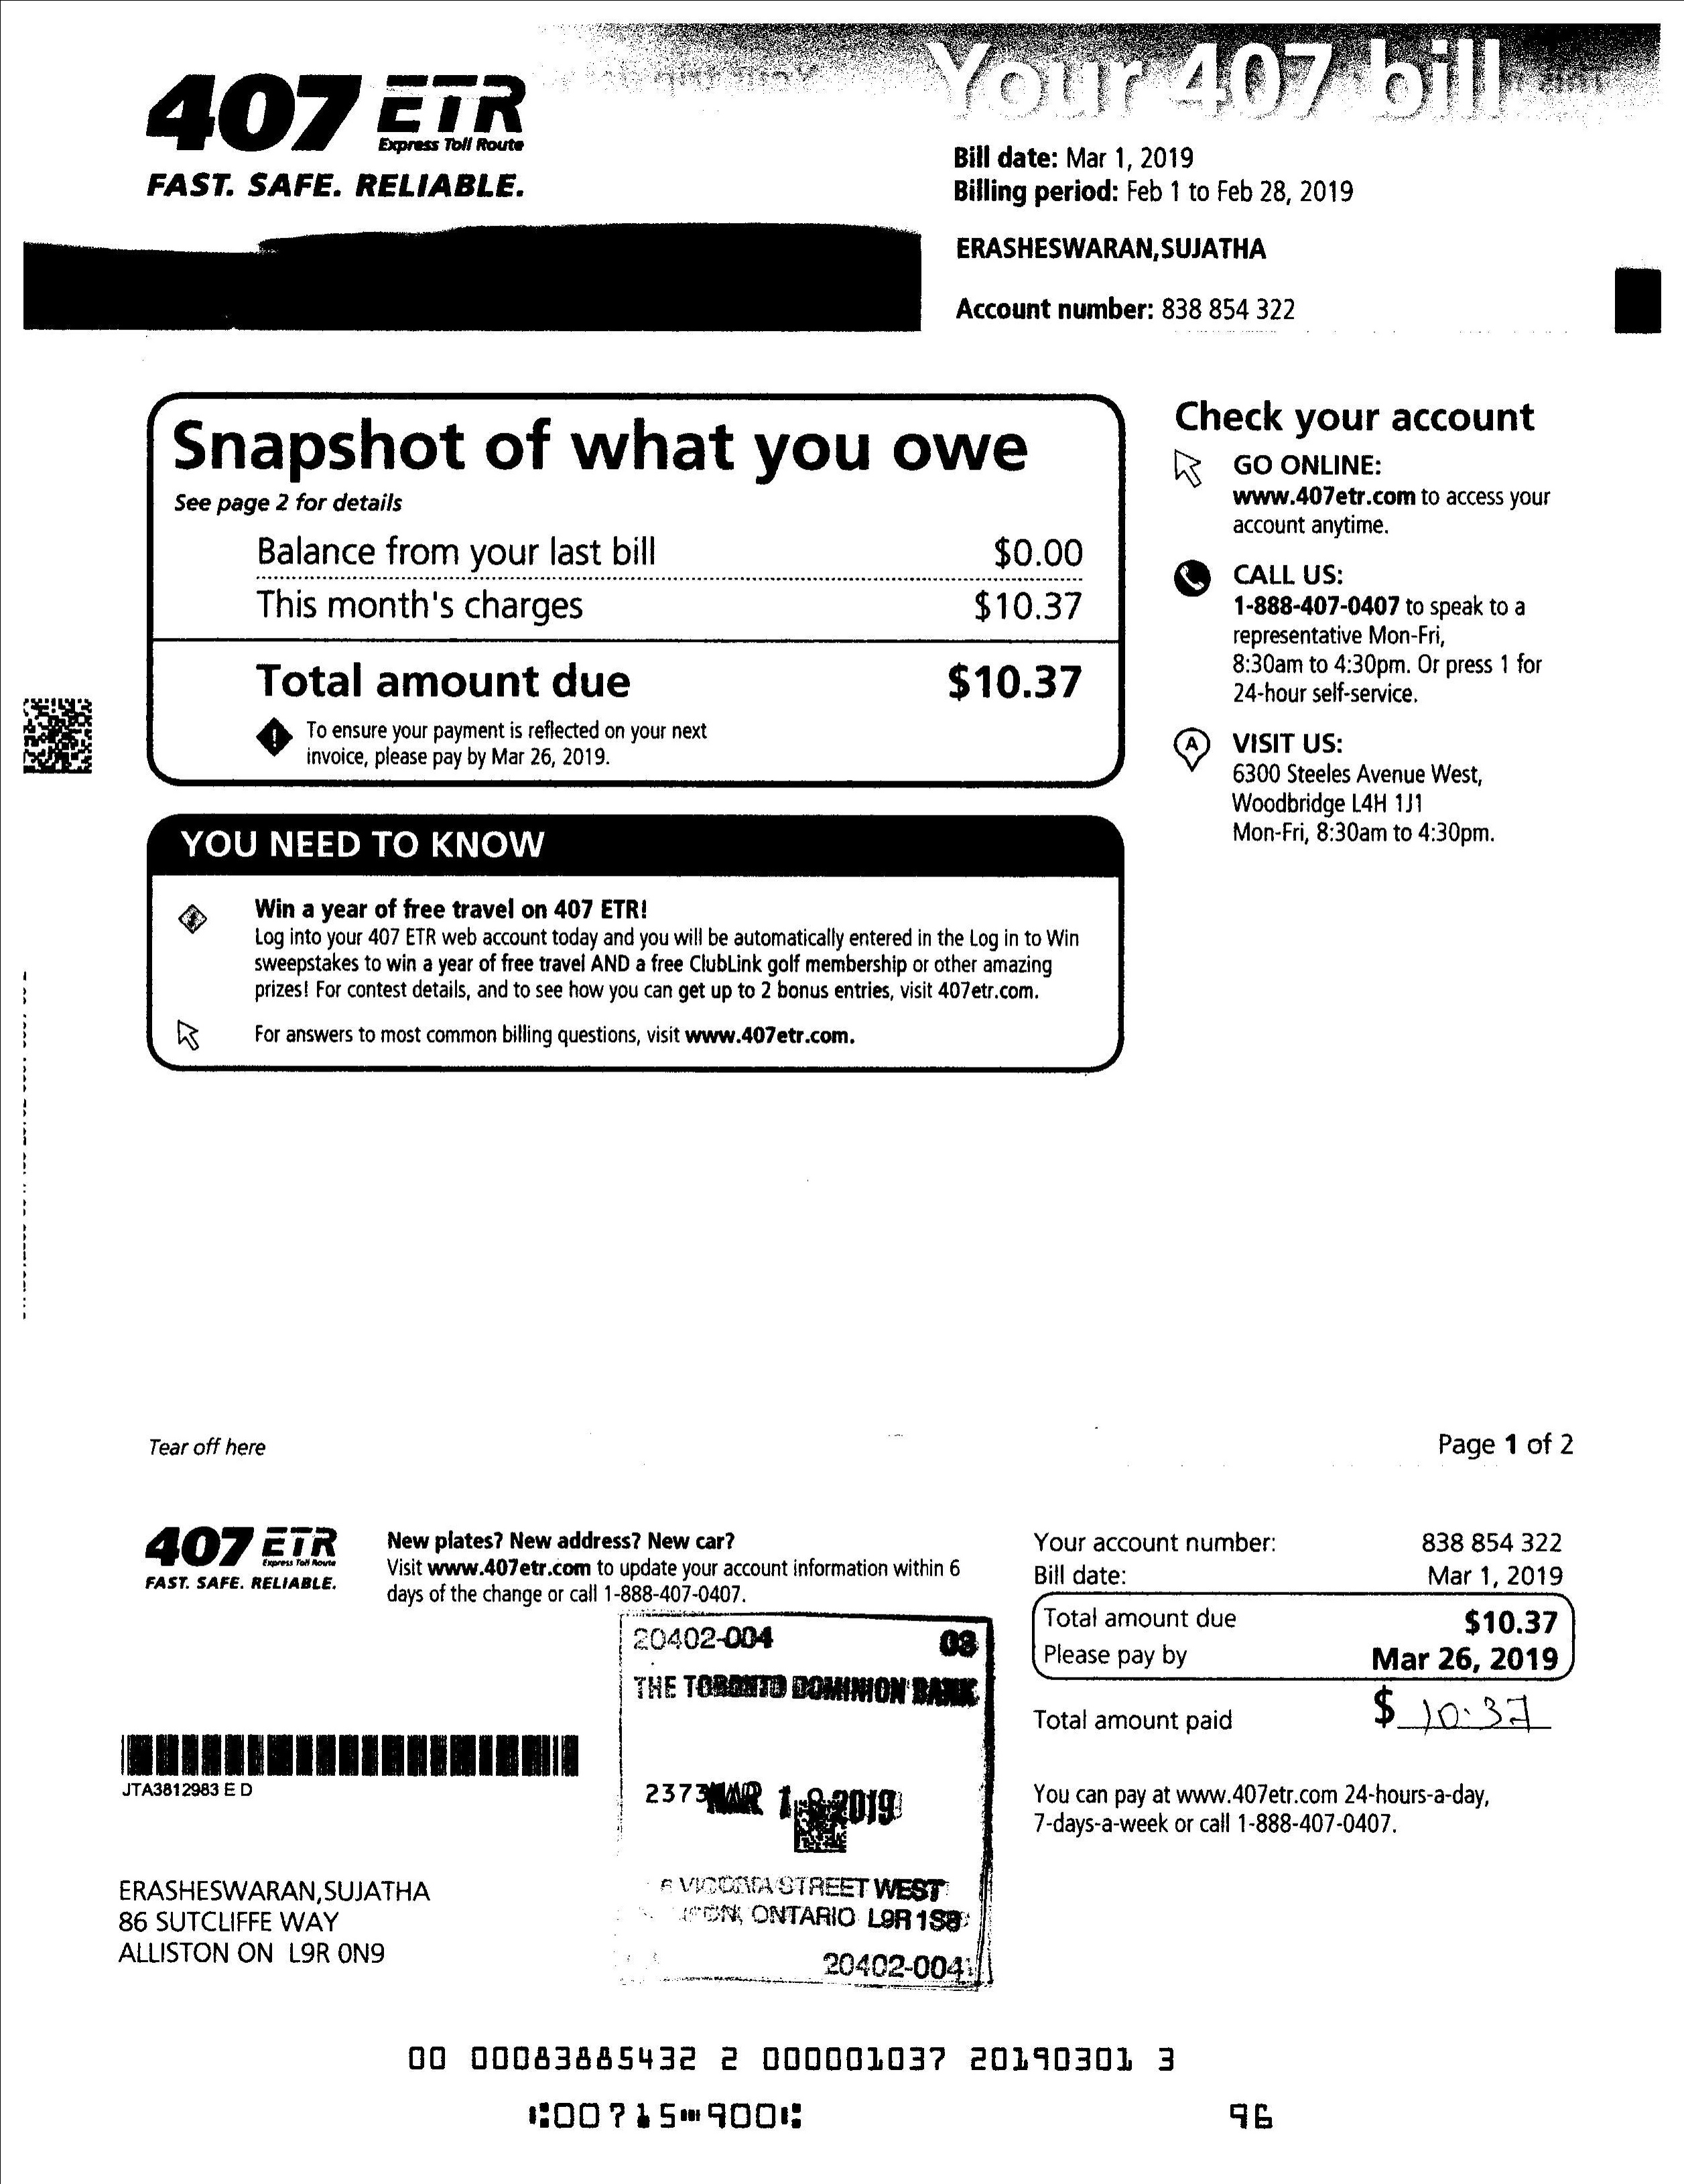 Your 407 bill
407 ETR
Express Toll Route
FAST. SAFE. RELIABLE.
Bill date: Mar 1, 2019
Billing period: Feb 1 to Feb 28, 2019
ERASHESWARAN,SUJATHA
Account number: 838 854 322
Snapshot of what you owe
See page 2 for details
Balance from your last bill $0.00
This month's charges $10.37
Total amount due $10.37
To ensure your payment is reflected on your next
invoice, please pay by Mar 26, 2019.
Check your account
GO ONLINE:
www.407etr.com to access your
account anytime.
CALL US:
1-888-407-0407 to speak to a
representative Mon-Fri,
8:30am to 4:30pm. Or press 1 for
24-hour self-service.
A VISIT US:
6300 Steeles Avenue West,
Woodbridge L4H 1J1
Mon-Fri, 8:30am to 4:30pm.
YOU NEED TO KNOW
Win a year of free travel on 407 ETR!
Log into your 407 ETR web account today and you will be automatically entered in the Log in to Win
sweepstakes to win a year of free travel AND a free ClubLink golf membership or other amazing
prizes! For contest details, and to see how you can get up to 2 bonus entries, visit 407etr.com.
For answers to most common billing questions, visit www.407etr.com.
Tear off here
Page 1 of 2
407 ETR
Express Toll Route
FAST. SAFE. RELIABLE.
New plates? New address? New car?
Visit www.407etr.com to update your account information within 6
days of the change or call 1-888-407-0407.
Your account number: 838 854 322
Bill date: Mar 1, 2019
Total amount due $10.37
Please pay by Mar 26, 2019
Total amount paid $ 10.37
You can pay at www.407etr.com 24-hours-a-day,
7-days-a-week or call 1-888-407-0407.
20402-004 03
THE TORONTO DOMINION BANK
2373 MAR 2019
STREET WEST
ONTARIO L9R 1S8
20402-004
JTA3812983 E D
ERASHESWARAN,SUJATHA
86 SUTCLIFFE WAY
ALLISTON ON L9R 0N9
00 00083885432 2 000001037 20190301 3
00715 900
96